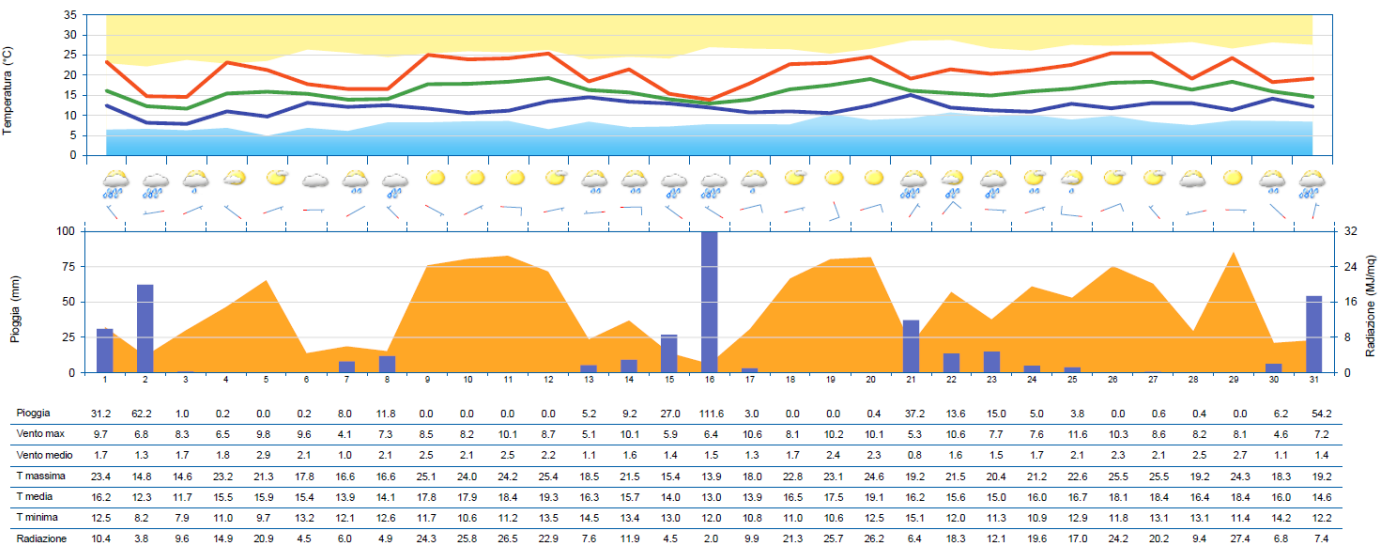 Temperatura (°C)
35
30
25
20
15
10
5
0
Pioggia (mm)
100
75
50
25
0
32
24
16
8
0
Radiazione (MJ/mq)
1 2 3 4 5 6 7 8 9 10 11 12 13 14 15 16 17 18 19 20 21 22 23 24 25 26 27 28 29 30 31
Pioggia 31.2 62.2 1.0 0.2 0.0 0.2 8.0 11.8 0.0 0.0 0.0 0.0 5.2 9.2 27.0 111.6 3.0 0.0 0.0 0.4 37.2 13.6 15.0 5.0 3.8 0.0 0.6 0.4 0.0 6.2 54.2
Vento max 9.7 6.8 8.3 6.5 9.8 9.6 4.1 7.3 8.5 8.2 10.1 8.7 5.1 10.1 5.9 6.4 10.6 8.1 10.2 10.1 5.3 10.6 7.7 7.6 11.6 10.3 8.6 8.2 8.1 4.6 7.2
Vento medio 1.7 1.3 1.7 1.8 2.9 2.1 1.0 2.1 2.5 2.1 2.5 2.2 1.1 1.6 1.4 1.5 1.3 1.7 2.4 2.3 0.8 1.6 1.5 1.7 2.1 2.3 2.1 2.5 2.7 1.1 1.4
T massima 23.4 14.8 14.6 23.2 21.3 17.8 16.6 16.6 25.1 24.0 24.2 25.4 18.5 21.5 15.4 13.9 18.0 22.8 23.1 24.6 19.2 21.5 20.4 21.2 22.6 25.5 25.5 19.2 24.3 18.3 19.2
T media 16.2 12.3 11.7 15.5 15.9 15.4 13.9 14.1 17.8 17.9 18.4 19.3 16.3 15.7 14.0 13.0 13.9 16.5 17.5 19.1 16.2 15.6 15.0 16.0 16.7 18.1 18.4 16.4 18.4 16.0 14.6
T minima 12.5 8.2 7.9 11.0 9.7 13.2 12.1 12.6 11.7 10.6 11.2 13.5 14.5 13.4 13.0 12.0 10.8 11.0 10.6 12.5 15.1 12.0 11.3 10.9 12.9 11.8 13.1 13.1 11.4 14.2 12.2
Radiazione 10.4 3.8 9.6 14.9 20.9 4.5 6.0 4.9 24.3 25.8 26.5 22.9 7.6 11.9 4.5 2.0 9.9 21.3 25.7 26.2 6.4 18.3 12.1 19.6 17.0 24.2 20.2 9.4 27.4 6.8 7.4